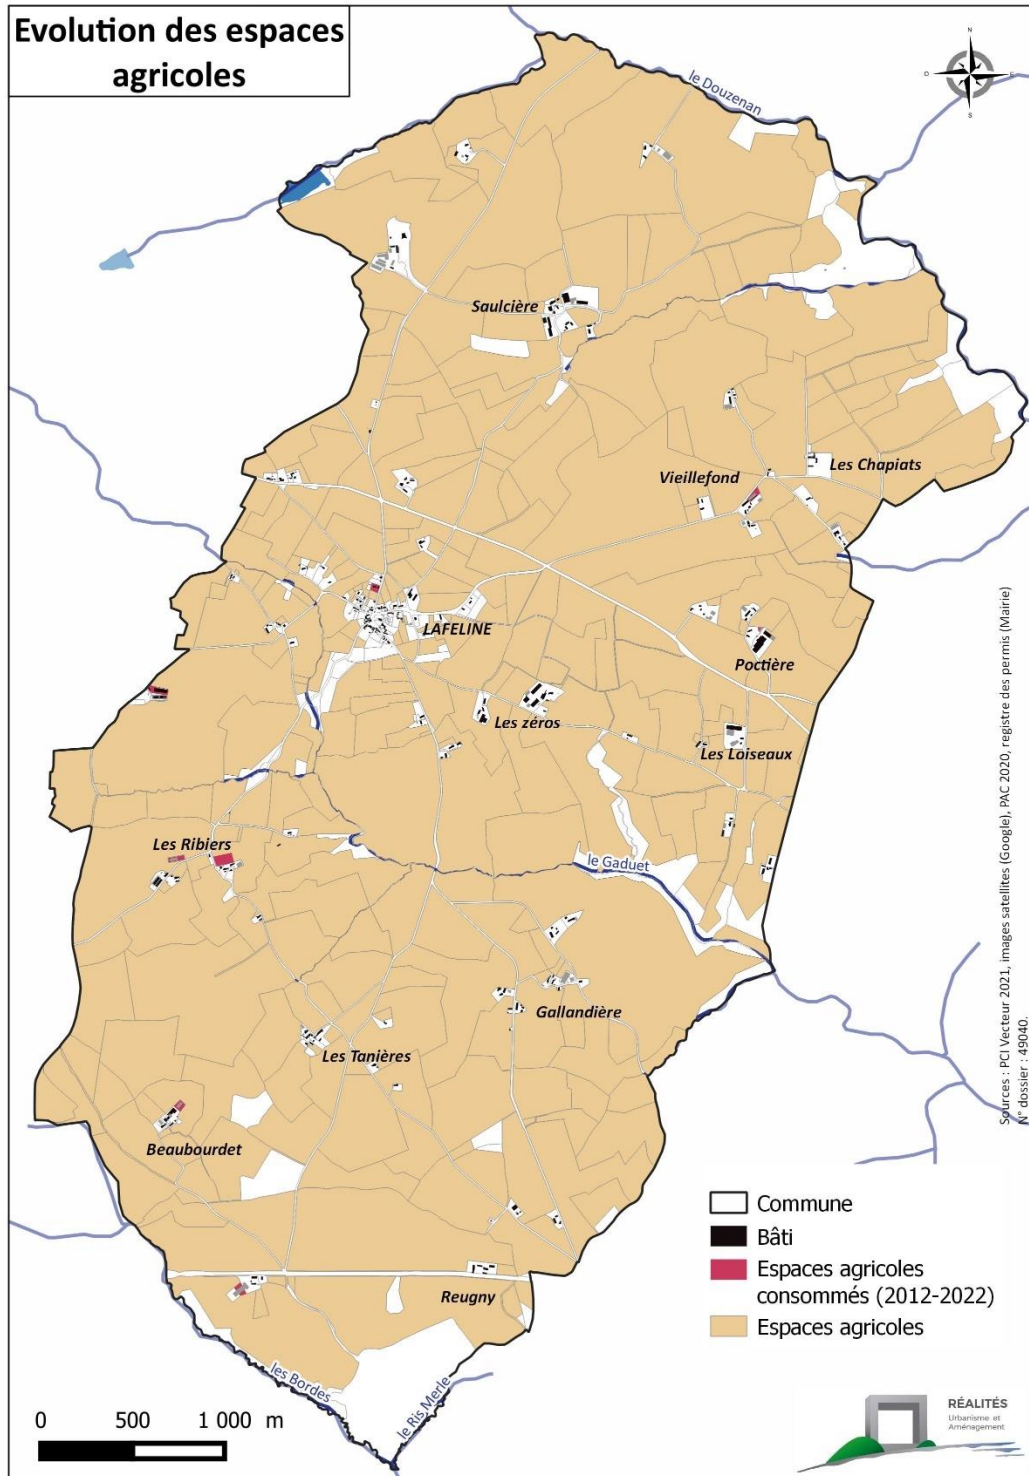 Evolution des espaces
agricoles
N
O
E
S
le Douzenan
Saulcière
Vieillefond
Les Chapiats
LAFELINE
Poctière
Les zéros
Les Loiseaux
Les Ribiers
le Gaduet
Gallandière
Les Tanières
Beaubourdet
Reugny
les Bordes
le Ris Merle
Commune
Bâti
Espaces agricoles
consommés (2012-2022)
Espaces agricoles
0 500 1 000 m
RÉALITÉS
Urbanisme et
Aménagement
Sources : PCI Vecteur 2021, images satellites (Google), PAC 2020, registre des permis (Mairie)
N° dossier : 49040.